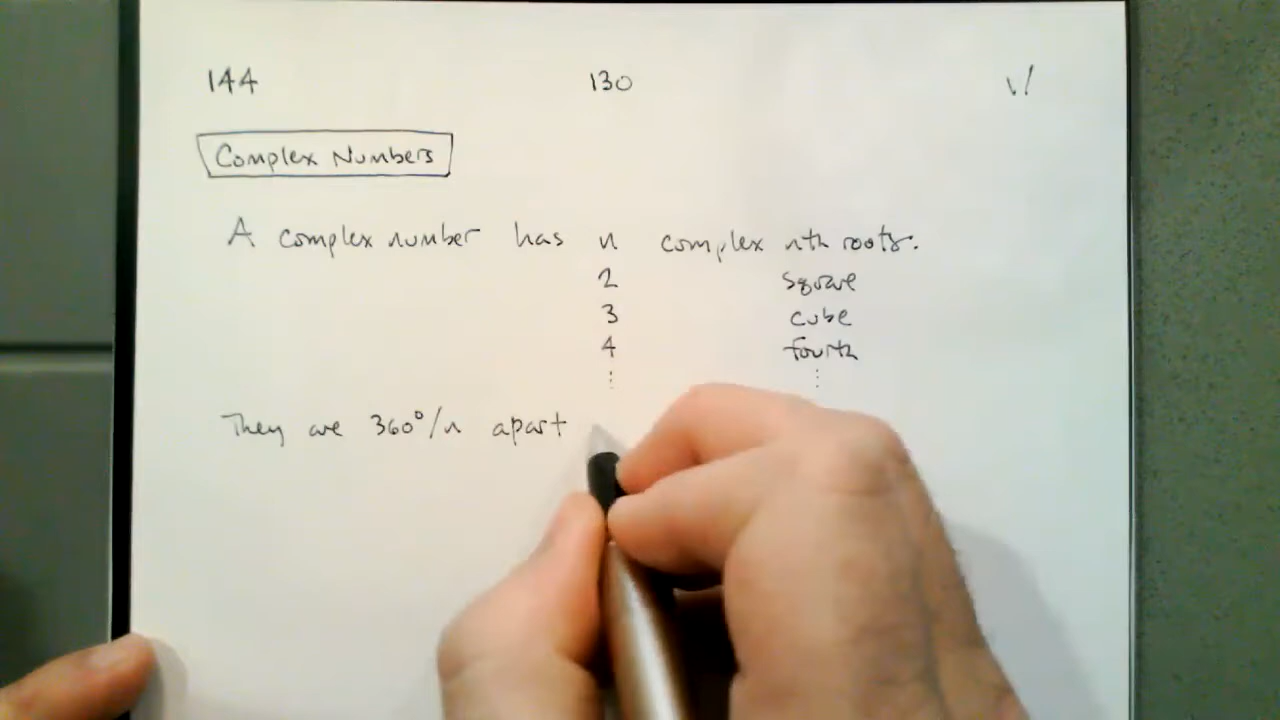 144 130 √
Complex Numbers
A complex number has n complex nth roots.
2 square
3 cube
4 fourth
⋮ ⋮
They are 360°/n apart